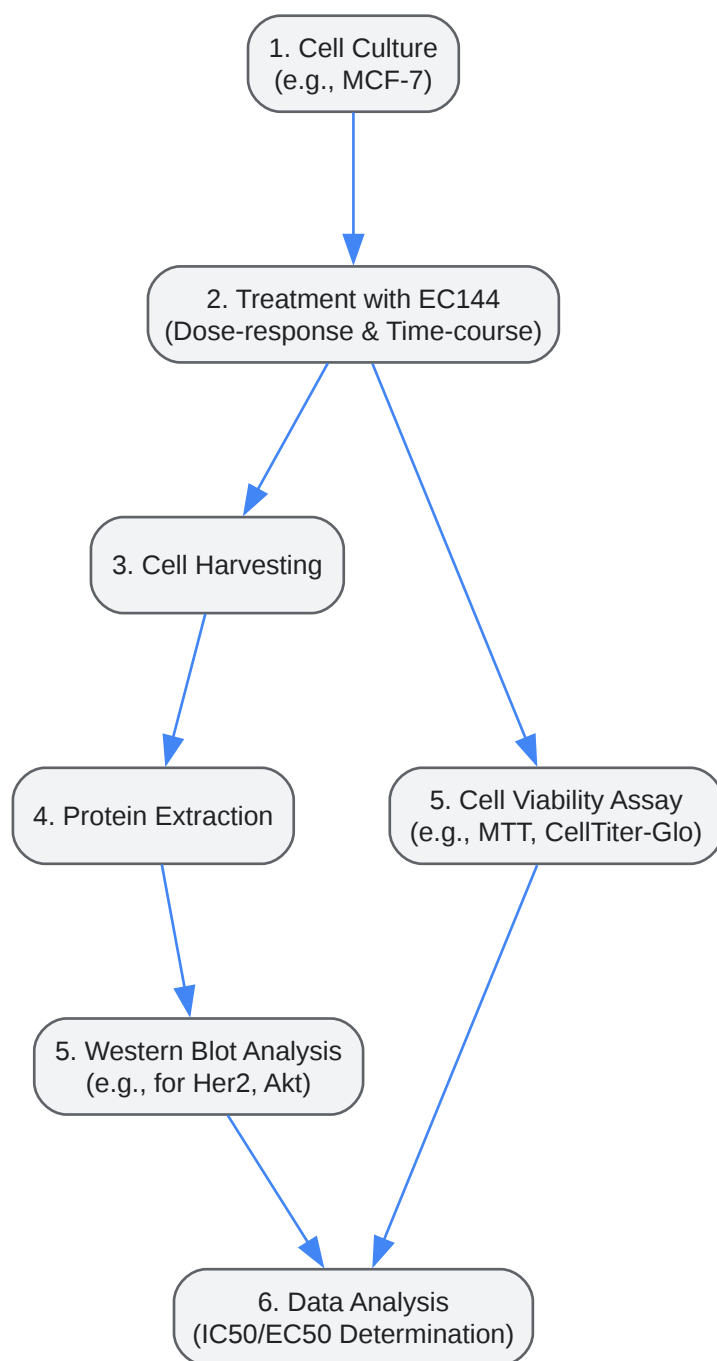 1. Cell Culture
(e.g., MCF-7)
2. Treatment with EC144
(Dose-response & Time-course)
3. Cell Harvesting
4. Protein Extraction
5. Cell Viability Assay
(e.g., MTT, CellTiter-Glo)
5. Western Blot Analysis
(e.g., for Her2, Akt)
6. Data Analysis
(IC50/EC50 Determination)